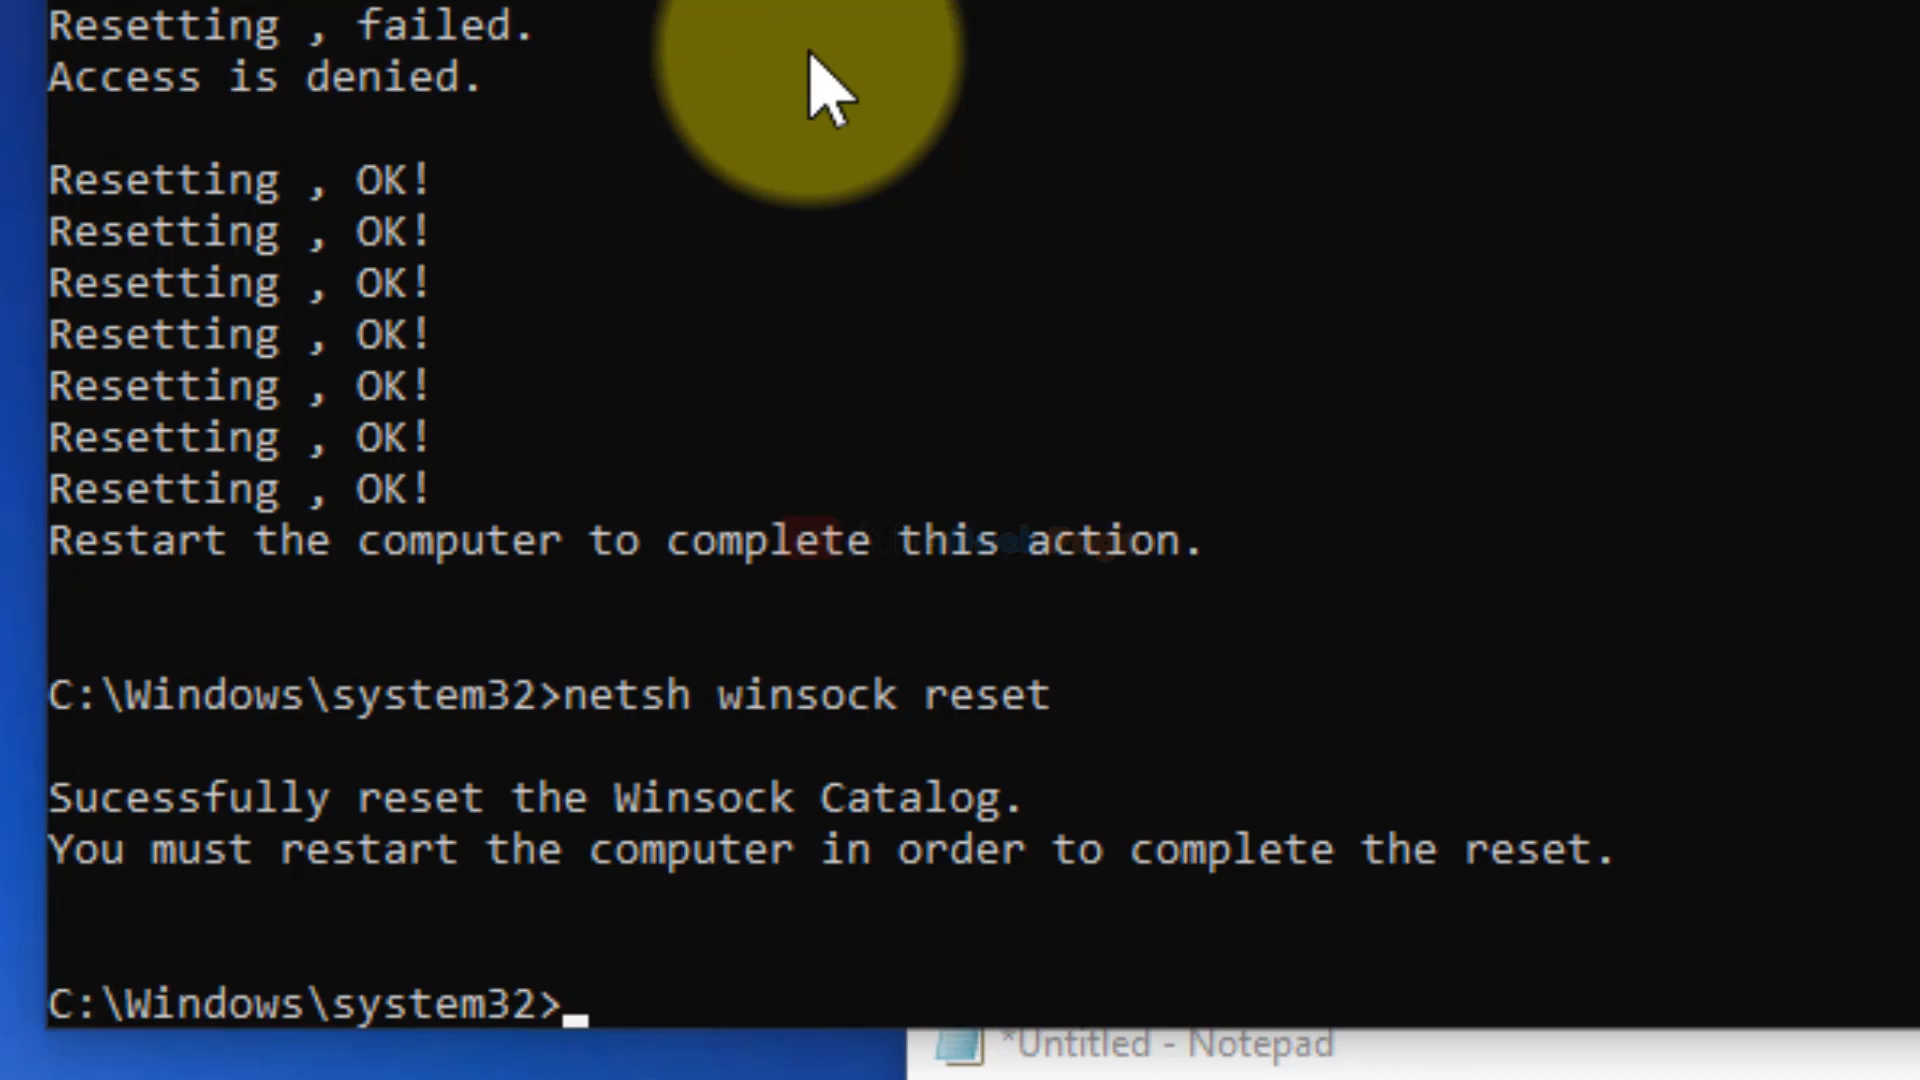 Resetting , failed.
Access is denied.
Resetting , OK!
Resetting , OK!
Resetting , OK!
Resetting , OK!
Resetting , OK!
Resetting , OK!
Resetting , OK!
Restart the computer to complete this action.
C:\Windows\system32>netsh winsock reset
Sucessfully reset the Winsock Catalog.
You must restart the computer in order to complete the reset.
C:\Windows\system32>
*Untitled - Notepad